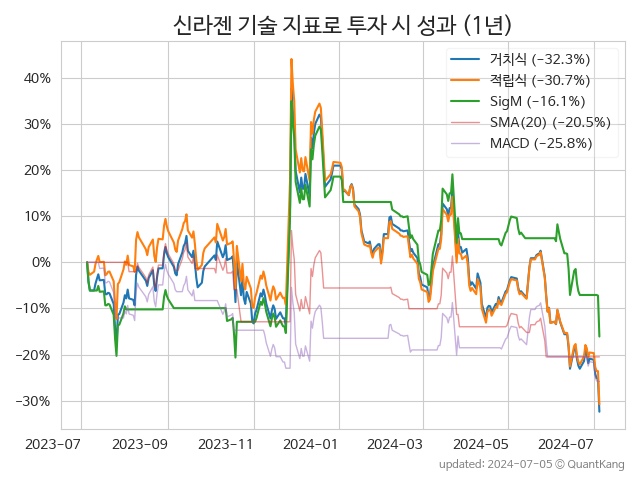 신라젠 기술 지표로 투자 시 성과 (1년)
거치식 (−32.3%)
적립식 (−30.7%)
SigM (−16.1%)
SMA(20) (−20.5%)
MACD (−25.8%)
40%
30%
20%
10%
0%
−10%
−20%
−30%
2023-07
2023-09
2023-11
2024-01
2024-03
2024-05
2024-07
updated: 2024-07-05 © QuantKang